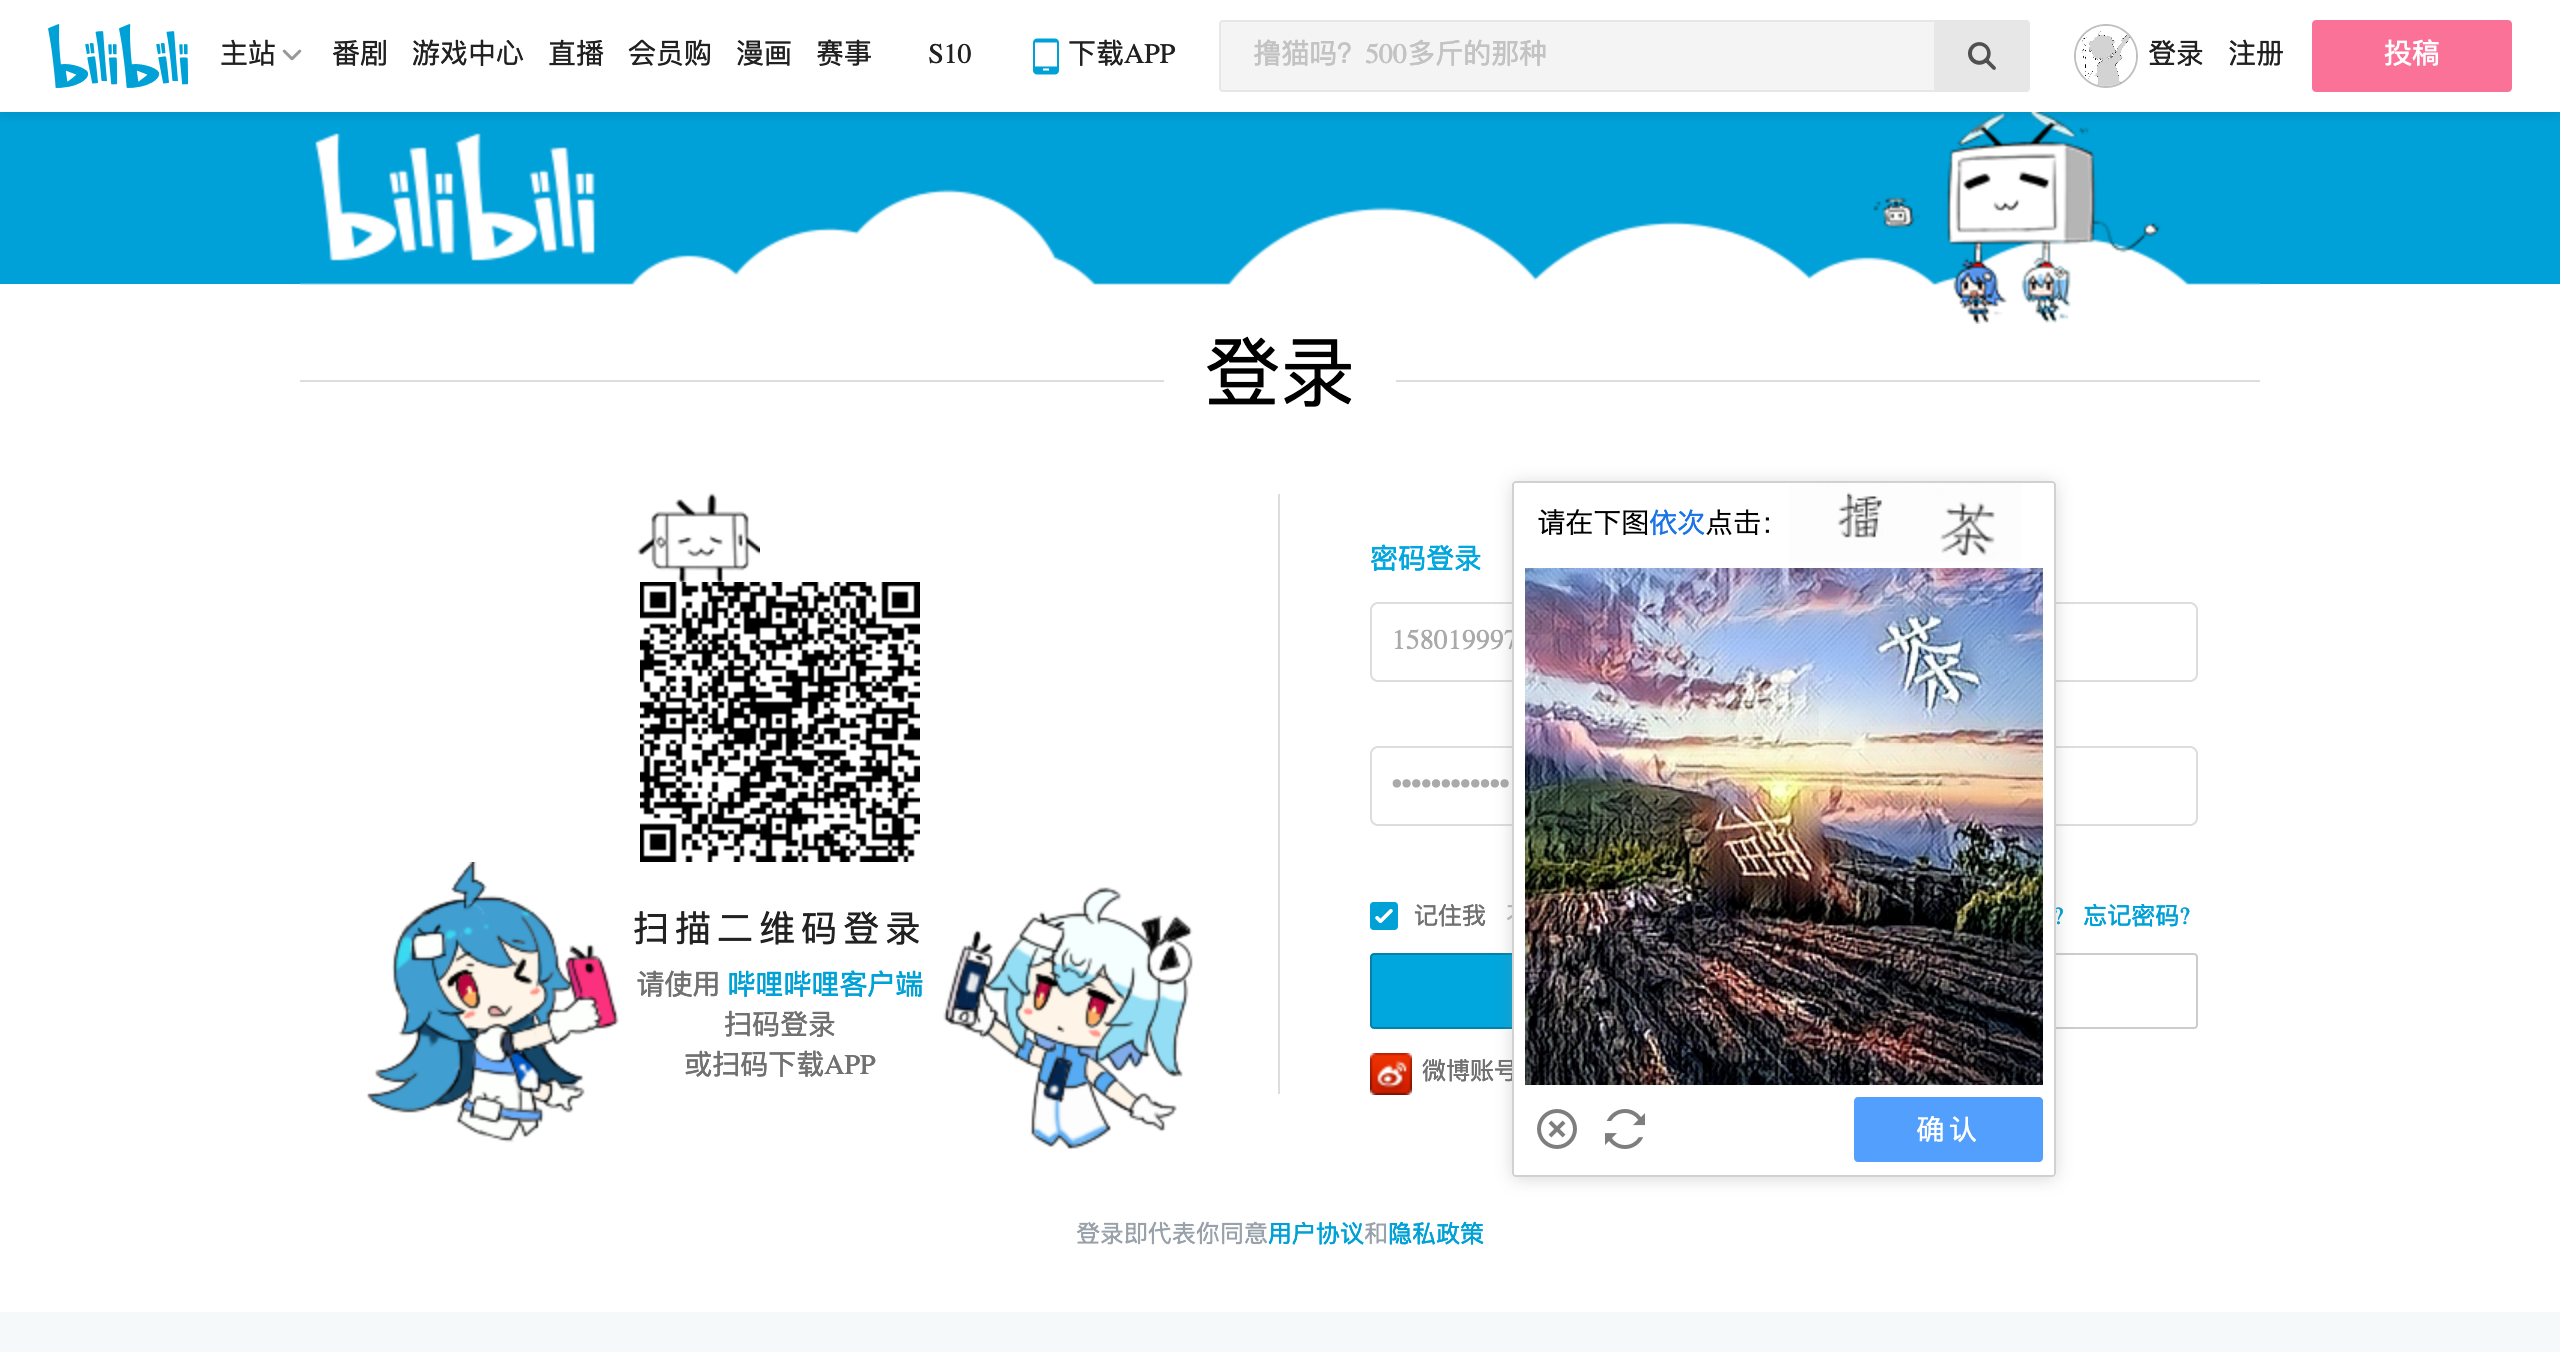 bilibili 主站 番剧 游戏中心 直播 会员购 漫画 赛事 S10 下载APP 撸猫吗？500多斤的那种 登录 注册 投稿
bilibili
登录
扫描二维码登录
请使用 哔哩哔哩客户端
扫码登录
或扫码下载APP
密码登录
158019997
记住我
? 忘记密码?
微博账号
请在下图依次点击： 擂 茶
茶
擂
确认
登录即代表你同意用户协议和隐私政策